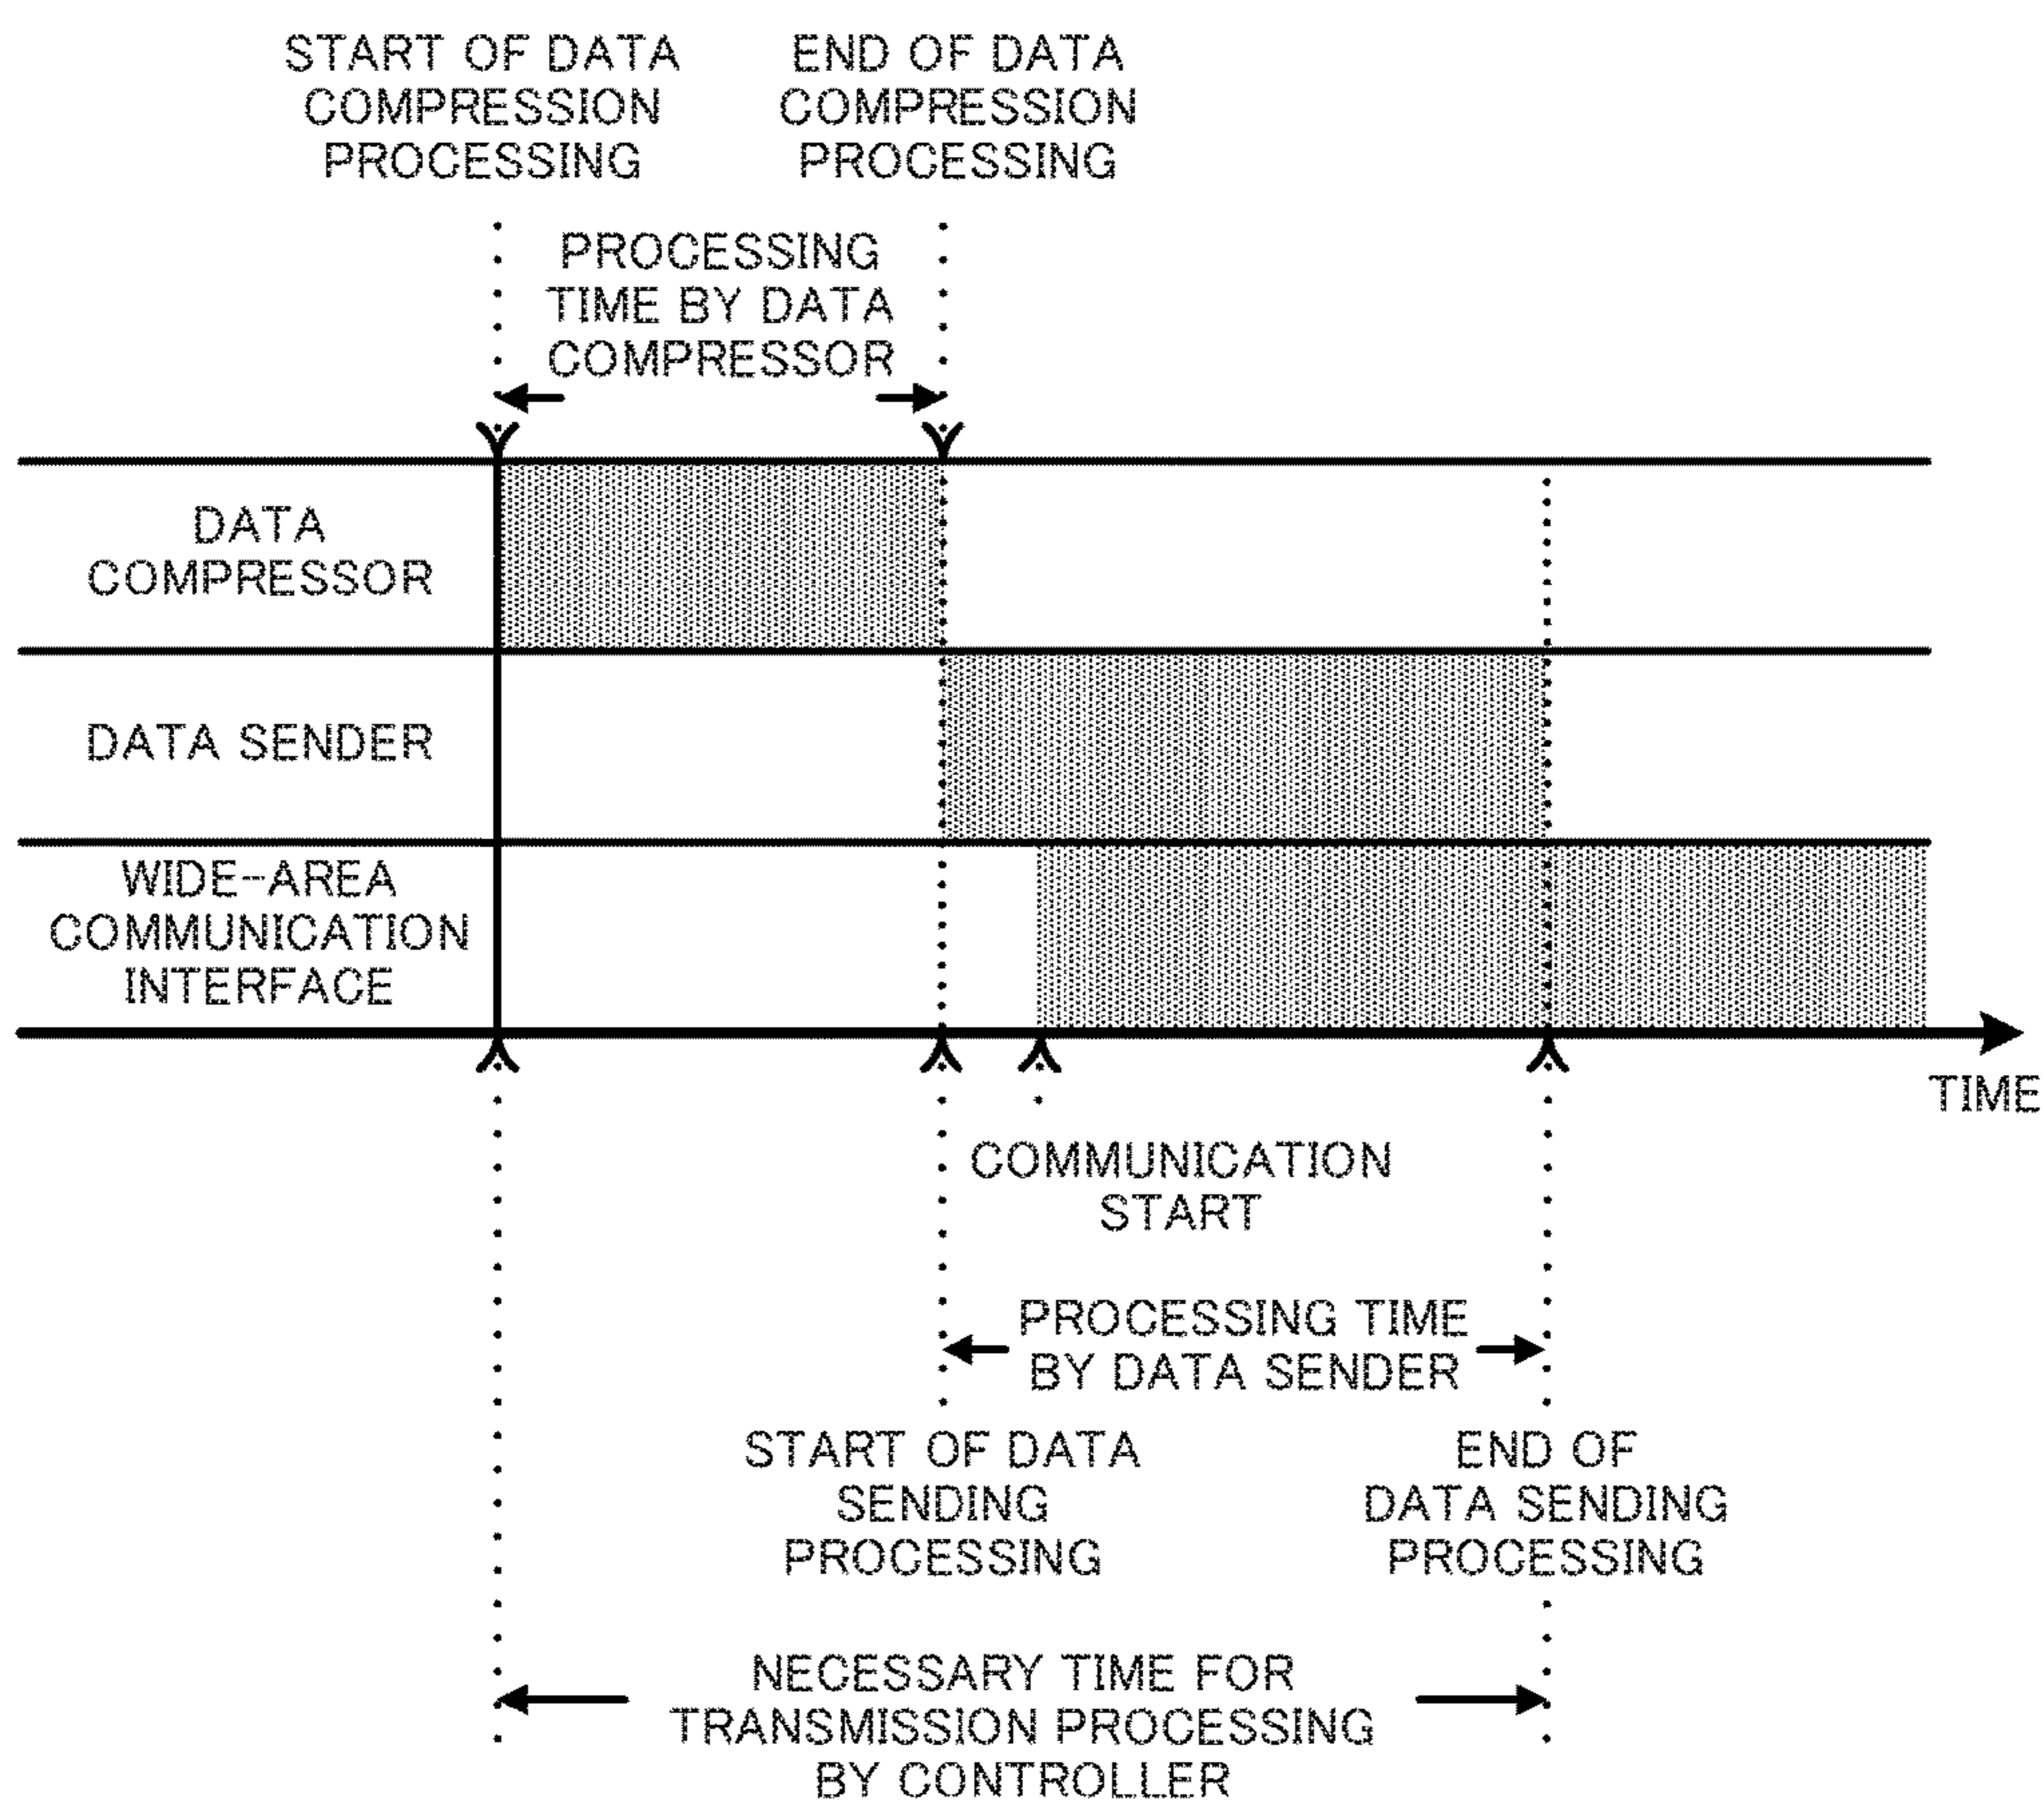 START OF DATA
COMPRESSION
PROCESSING
END OF DATA
COMPRESSION
PROCESSING
PROCESSING
TIME BY DATA
COMPRESSOR
DATA
COMPRESSOR
DATA SENDER
WIDE-AREA
COMMUNICATION
INTERFACE
TIME
COMMUNICATION
START
PROCESSING TIME
BY DATA SENDER
START OF DATA
SENDING
PROCESSING
END OF
DATA SENDING
PROCESSING
NECESSARY TIME FOR
TRANSMISSION PROCESSING
BY CONTROLLER